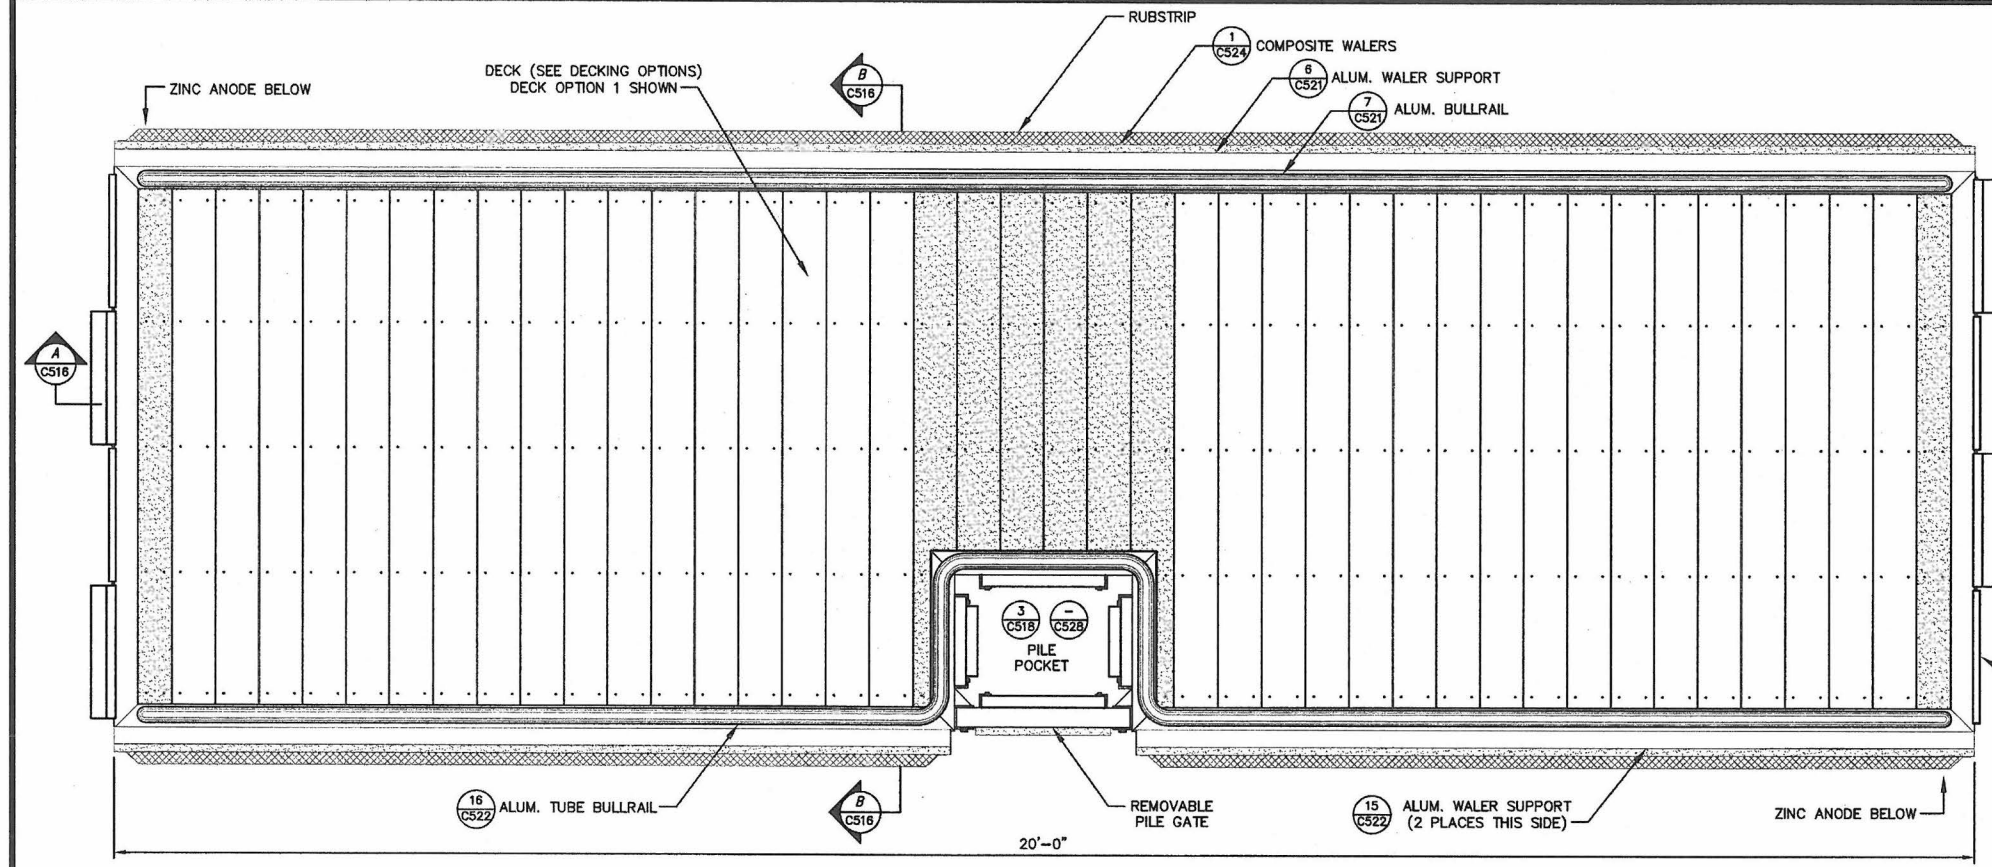 RUBSTRIP
1
C524
COMPOSITE WALERS
6
C521
ALUM. WALER SUPPORT
7
C521
ALUM. BULLRAIL
DECK (SEE DECKING OPTIONS)
DECK OPTION 1 SHOWN
B
C516
ZINC ANODE BELOW
A
C516
3
C518
–
C528
PILE
POCKET
16
C522
ALUM. TUBE BULLRAIL
B
C516
REMOVABLE
PILE GATE
15
C522
ALUM. WALER SUPPORT
(2 PLACES THIS SIDE)
ZINC ANODE BELOW
20'-0"